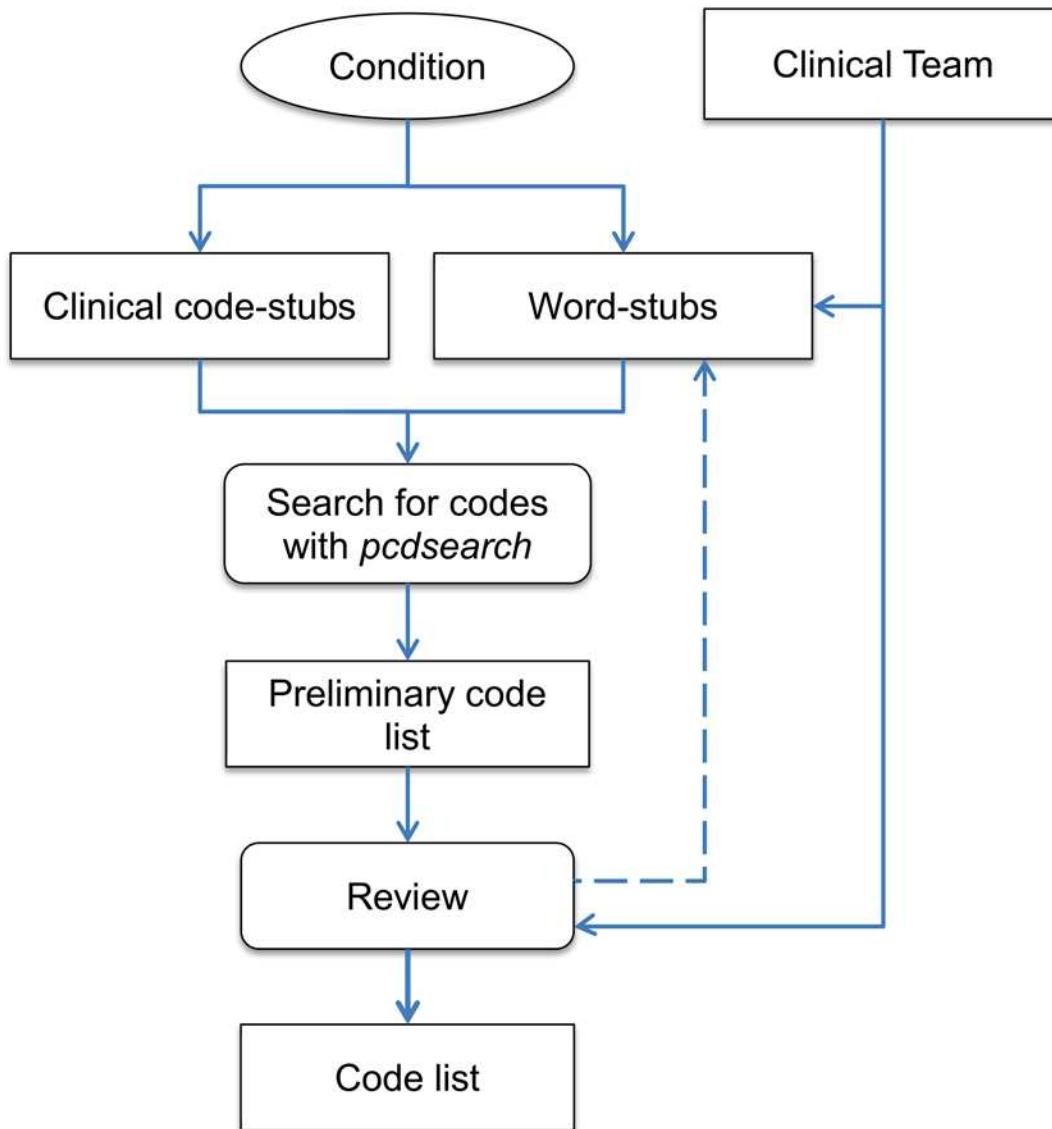 Condition
Clinical Team
Clinical code-stubs
Word-stubs
Search for codes
with pcdsearch
Preliminary code
list
Review
Code list